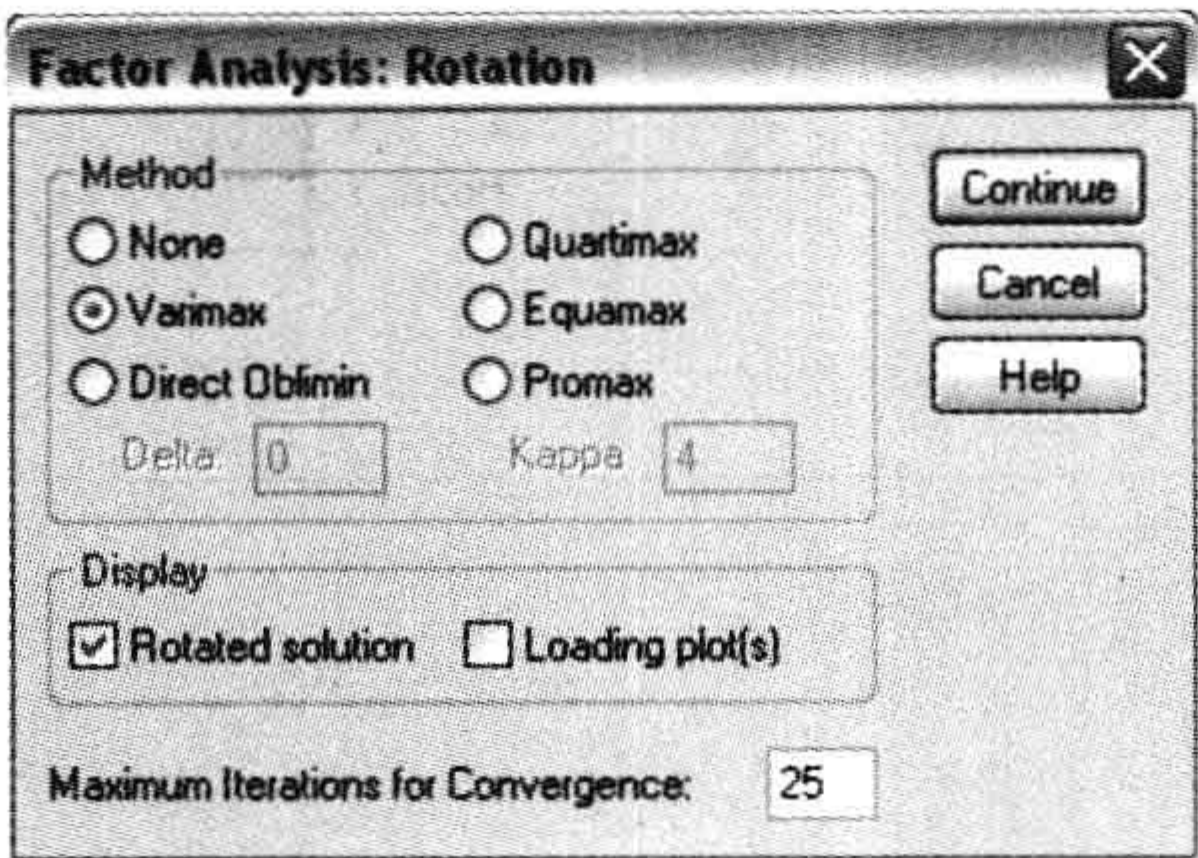 Factor Analysis: Rotation
Method
None
Quartimax
Varimax
Equamax
Direct Oblimin
Promax
Delta: 0
Kappa 4
Display
Rotated solution
Loading plot(s)
Maximum Iterations for Convergence: 25
Continue
Cancel
Help